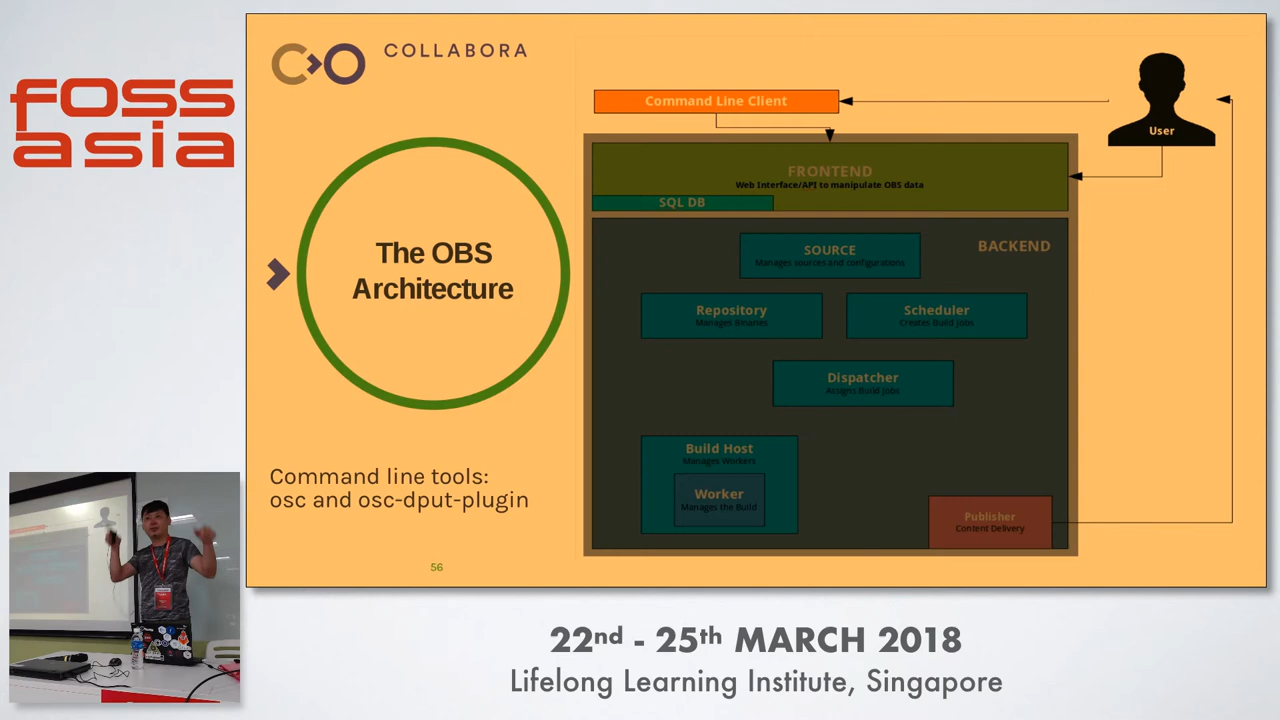 foss
asia
COLLABORA
The OBS
Architecture
Command line tools:
osc and osc-dput-plugin
56
Command Line Client
User
FRONTEND
Web Interface/API to manipulate OBS data
SQL DB
BACKEND
SOURCE
Manages sources and configurations
Repository
Manages Binaries
Scheduler
Creates Build Jobs
Dispatcher
Assigns Build Jobs
Build Host
Manages Workers
Worker
Manages the Build
Publisher
Content Delivery
22nd - 25th MARCH 2018
Lifelong Learning Institute, Singapore